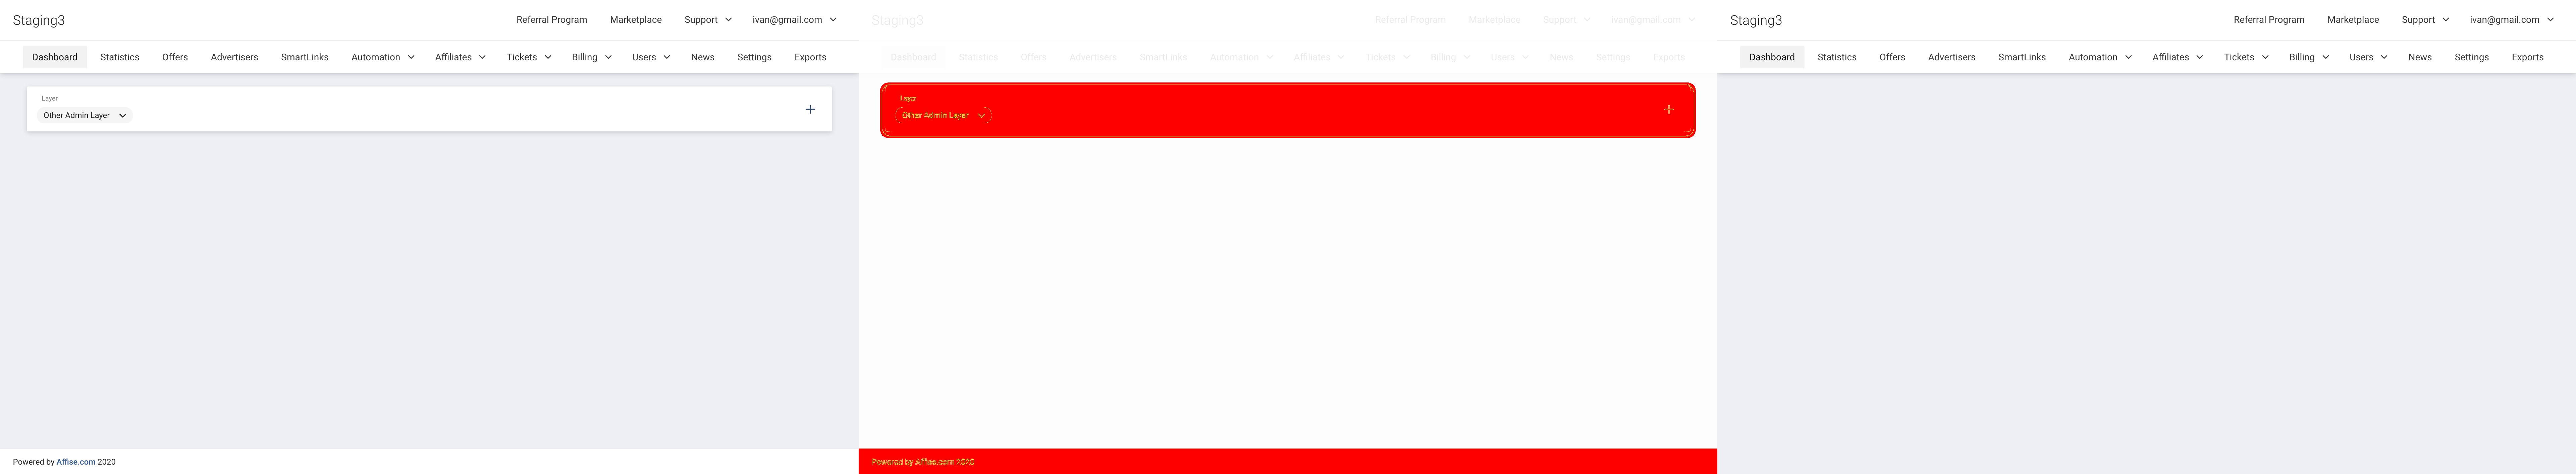 Staging3
Referral Program Marketplace Support ivan@gmail.com
Dashboard Statistics Offers Advertisers SmartLinks Automation Affiliates Tickets Billing Users News Settings Exports
Layer
Other Admin Layer
Powered by Affise.com 2020
Staging3
Referral Program Marketplace Support ivan@gmail.com
Dashboard Statistics Offers Advertisers SmartLinks Automation Affiliates Tickets Billing Users News Settings Exports
Layer
Other Admin Layer
Powered by Affise.com 2020
Staging3
Referral Program Marketplace Support ivan@gmail.com
Dashboard Statistics Offers Advertisers SmartLinks Automation Affiliates Tickets Billing Users News Settings Exports